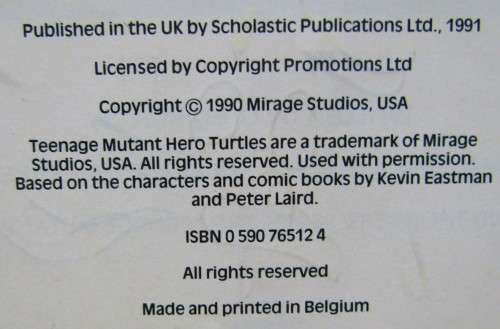 Published in the UK by Scholastic Publications Ltd., 1991
Licensed by Copyright Promotions Ltd
Copyright © 1990 Mirage Studios, USA
Teenage Mutant Hero Turtles are a trademark of Mirage
Studios, USA. All rights reserved. Used with permission.
Based on the characters and comic books by Kevin Eastman
and Peter Laird.
ISBN 0 590 76512 4
All rights reserved
Made and printed in Belgium